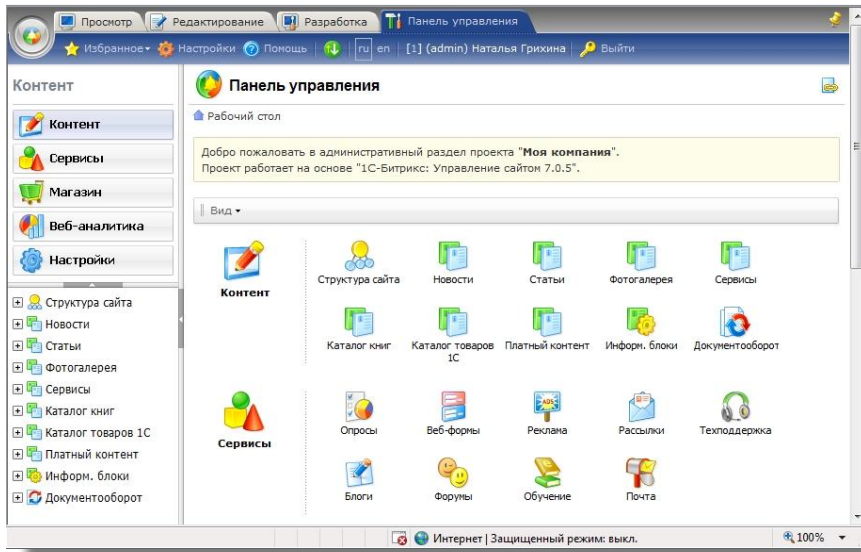 Просмотр Редактирование Разработка Панель управления
Избранное Настройки Помощь ru en [1] (admin) Наталья Грихина Выйти
Контент
Контент
Сервисы
Магазин
Веб-аналитика
Настройки
Структура сайта
Новости
Статьи
Фотогалерея
Сервисы
Каталог книг
Каталог товаров 1С
Платный контент
Информ. блоки
Документооборот
Панель управления
Рабочий стол
Добро пожаловать в административный раздел проекта "Моя компания".
Проект работает на основе "1С-Битрикс: Управление сайтом 7.0.5".
Вид
Контент
Структура сайта Новости Статьи Фотогалерея Сервисы
Каталог книг Каталог товаров 1С Платный контент Информ. блоки Документооборот
Сервисы
Опросы Веб-формы Реклама Рассылки Техподдержка
ADS
Блоги Форумы Обучение Почта
Интернет | Защищенный режим: выкл. 100%